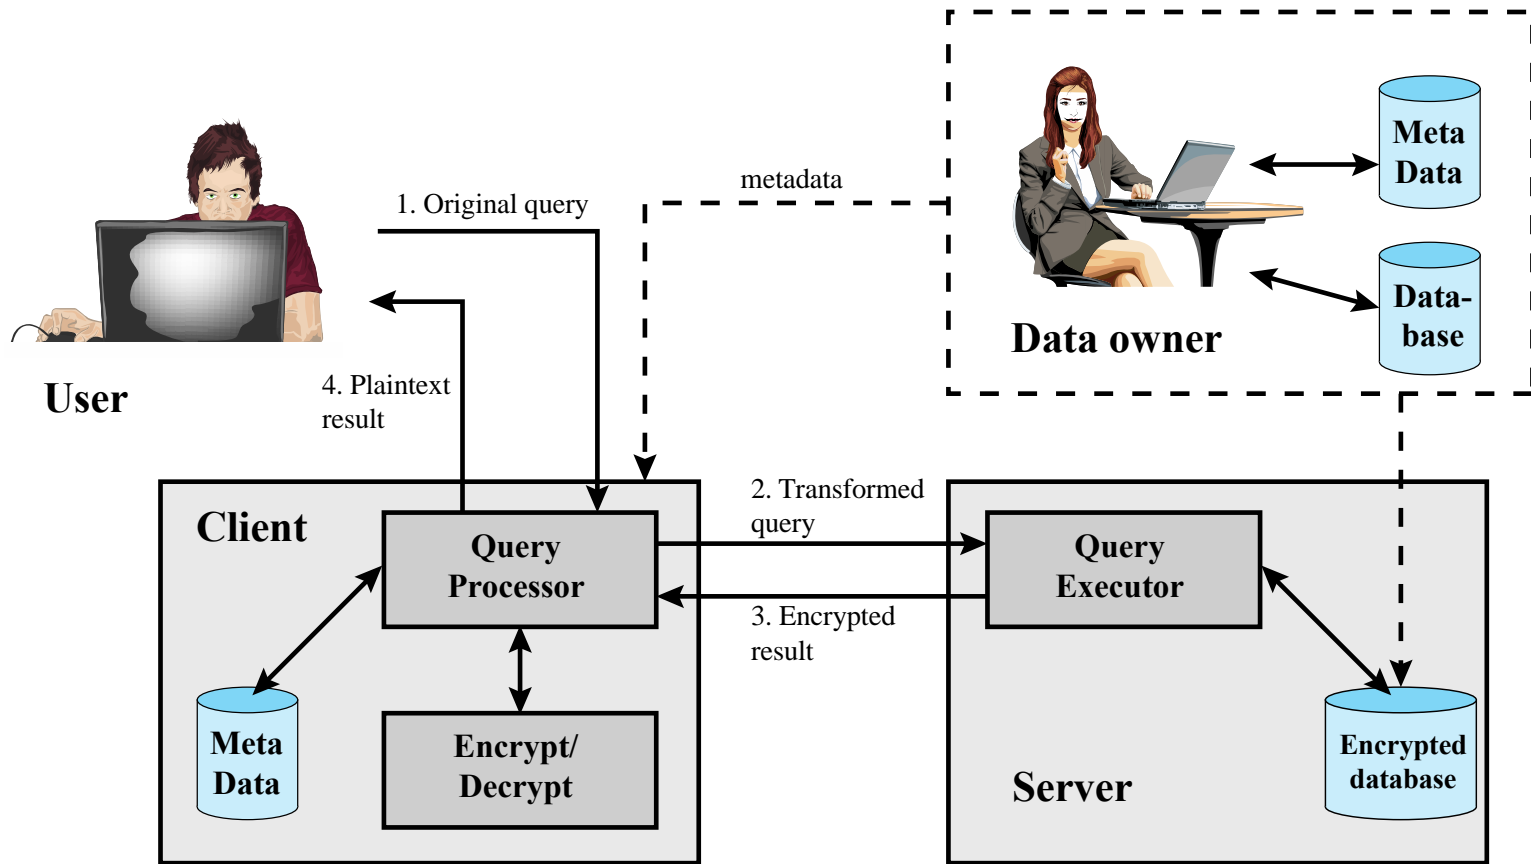 1. Original query
metadata
Meta
Data
Data-
base
Data owner
User
4. Plaintext
result
Client
Query
Processor
Meta
Data
Encrypt/
Decrypt
2. Transformed
query
3. Encrypted
result
Query
Executor
Server
Encrypted
database